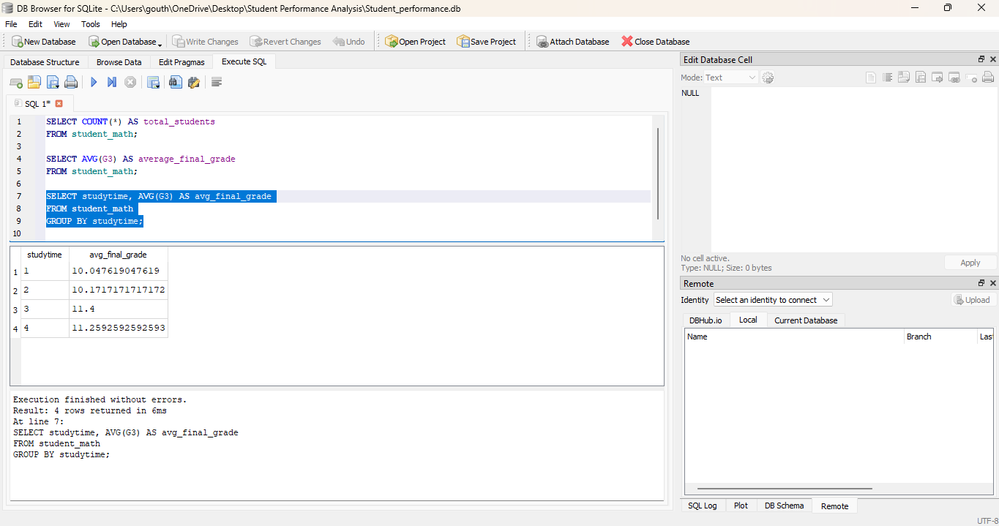 DB Browser for SQLite - C:\Users\gouth\OneDrive\Desktop\Student Performance Analysis\Student_performance.db
File Edit View Tools Help
New Database Open Database Write Changes Revert Changes Undo Open Project Save Project Attach Database Close Database
Database Structure Browse Data Edit Pragmas Execute SQL
SQL 1*
1 SELECT COUNT(*) AS total_students
2 FROM student_math;
3
4 SELECT AVG(G3) AS average_final_grade
5 FROM student_math;
6
7 SELECT studytime, AVG(G3) AS avg_final_grade
8 FROM student_math
9 GROUP BY studytime;
10
studytime avg_final_grade
1 1 10.047619047619
2 2 10.1717171717172
3 3 11.4
4 4 11.2592592592593
Execution finished without errors.
Result: 4 rows returned in 6ms
At line 7:
SELECT studytime, AVG(G3) AS avg_final_grade
FROM student_math
GROUP BY studytime;
Edit Database Cell
Mode: Text
NULL
No cell active.
Type: NULL; Size: 0 bytes
Apply
Remote
Identity Select an identity to connect Upload
DBHub.io Local Current Database
Name Branch Las
SQL Log Plot DB Schema Remote
UTF-8